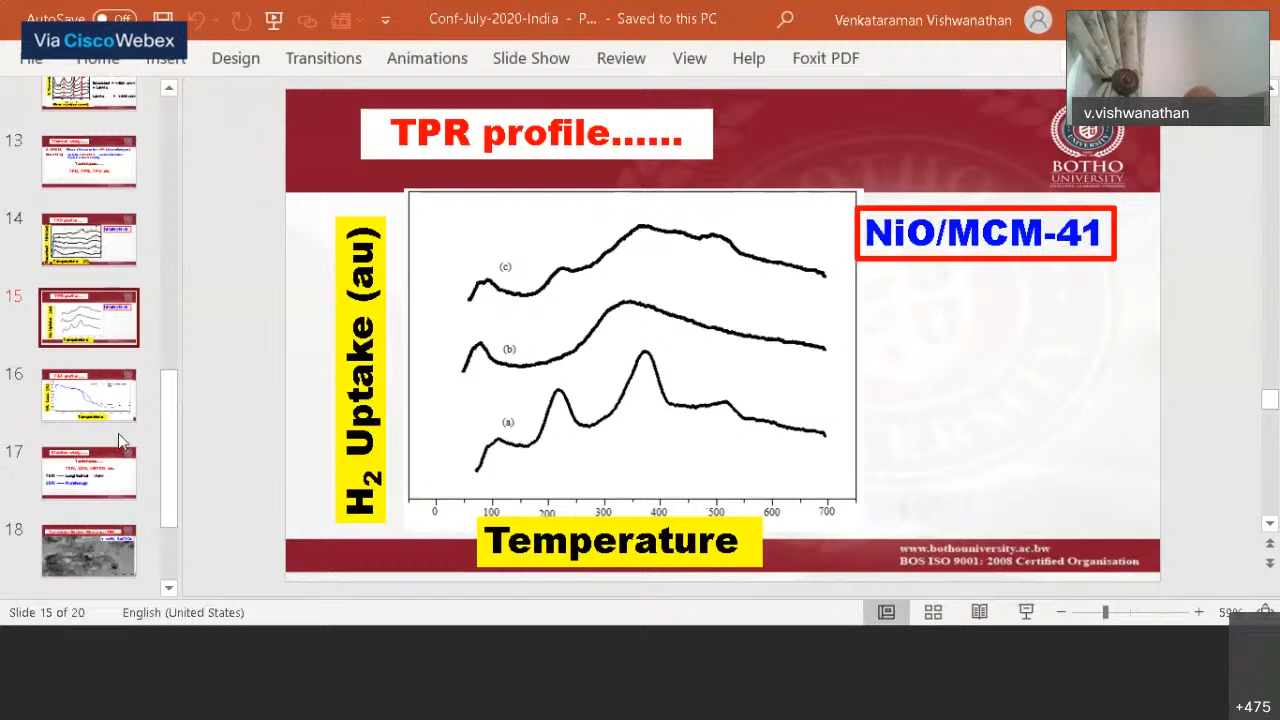 AutoSave Off
Conf-July-2020-India - P... - Saved to this PC
Venkataraman Vishwanathan
Via CiscoWebex
File Home Insert Design Transitions Animations Slide Show Review View Help Foxit PDF
v.vishwanathan
13
14
15
16
17
18
TPR profile......
BOTHO
UNIVERSITY
NiO/MCM-41
H₂ Uptake (au)
(c)
(b)
(a)
0 100 200 300 400 500 600 700
Temperature
www.bothouniversity.ac.bw
BOS ISO 9001: 2008 Certified Organisation
Slide 15 of 20
English (United States)
59%
+475